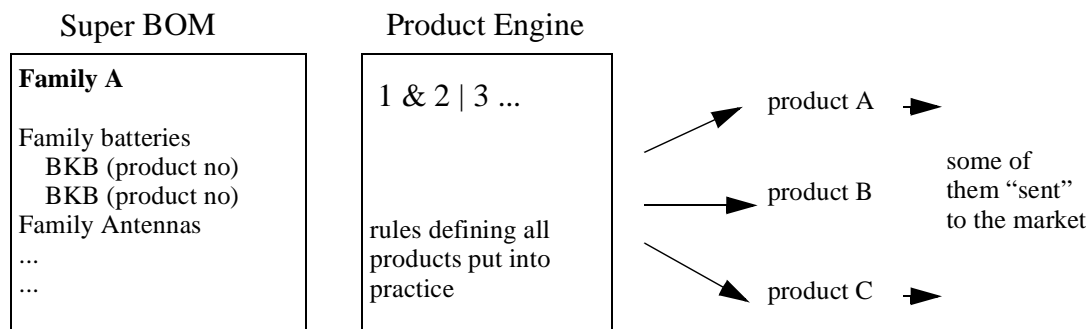 Super BOM
Family A
Family batteries
BKB (product no)
BKB (product no)
Family Antennas
...
...
Product Engine
1 & 2 | 3 ...
rules defining all
products put into
practice
product A
product B
product C
some of
them “sent”
to the market